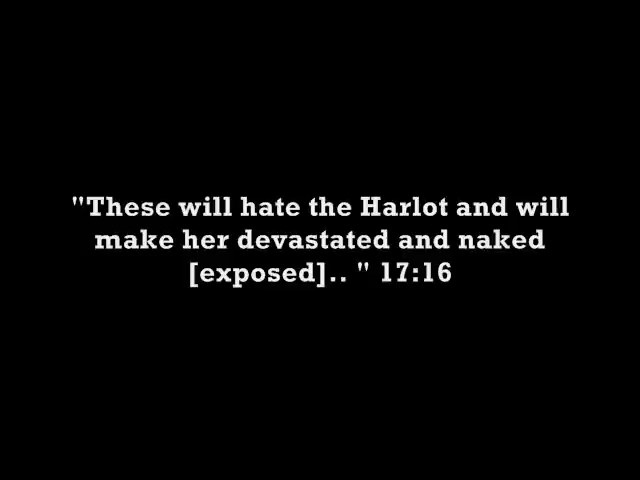 "These will hate the Harlot and will
make her devastated and naked
[exposed].. " 17:16